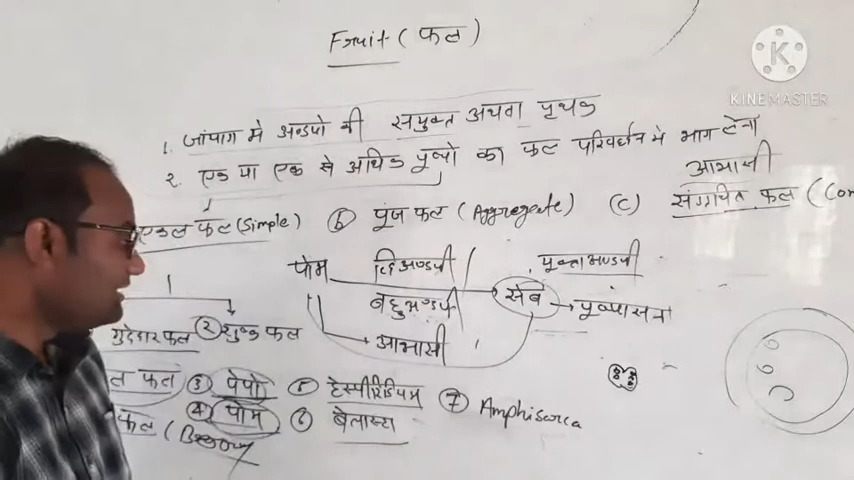 Fruit ( फल )
KINEMASTER
1. जांयाग मे अण्डपो की संयुक्त अथवा पृथक
2. एक या एक से अधिक पुष्पो का फल परिवर्धन मे भाग लेना
आभासी
एकल फल (Simple) (b) पूंज फल (Aggregate) (C) संग्रथित फल (Com
पोम द्विअण्डपी युक्ताण्डपी
बहुअण्डपी सेब पुष्पासन
आभासी
गुदेदार फल 2 शुष्क फल
फल 3 पेपो 5 हेस्पीरिडियम 7 Amphisarca
फल (Berry 4 पोम 6 बेलास्टा